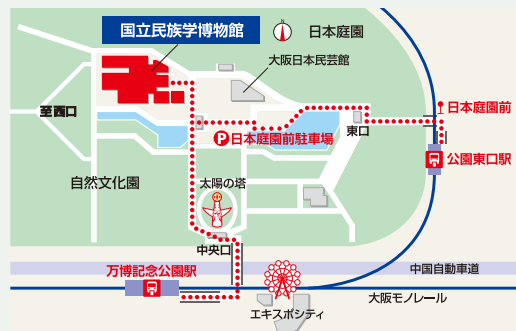 国立民族学博物館
日本庭園
大阪日本民芸館
至西口
日本庭園前
東口
P日本庭園前駐車場
公園東口駅
自然文化園
太陽の塔
中央口
万博記念公園駅
中国自動車道
大阪モノレール
エキスポシティ